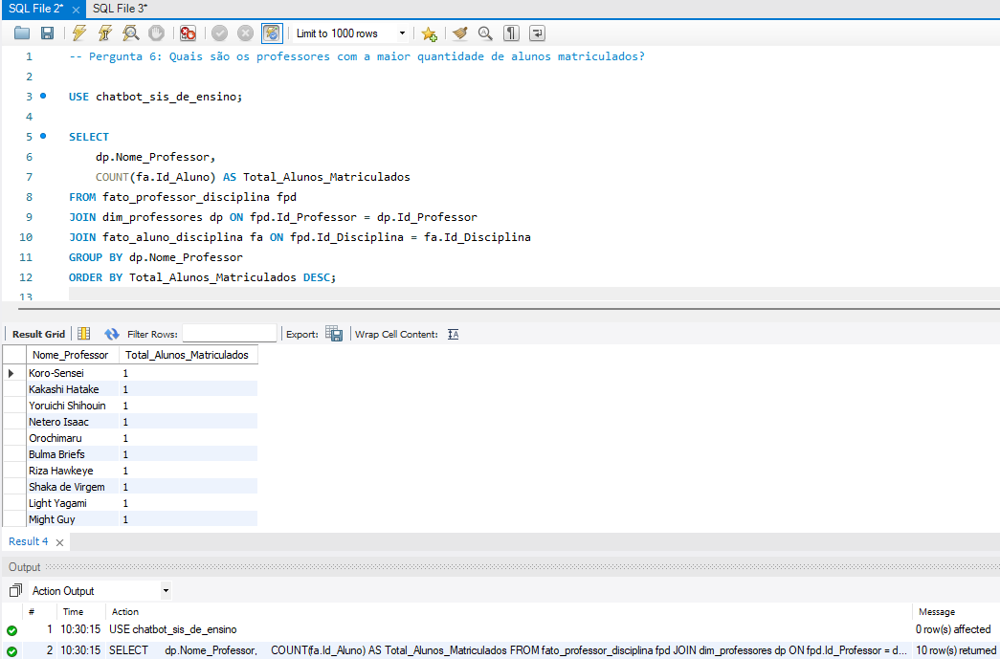 SQL File 2*
SQL File 3*
Limit to 1000 rows
1 -- Pergunta 6: Quais são os professores com a maior quantidade de alunos matriculados?
2
3 USE chatbot_sis_de_ensino;
4
5 SELECT
6 dp.Nome_Professor,
7 COUNT(fa.Id_Aluno) AS Total_Alunos_Matriculados
8 FROM fato_professor_disciplina fpd
9 JOIN dim_professores dp ON fpd.Id_Professor = dp.Id_Professor
10 JOIN fato_aluno_disciplina fa ON fpd.Id_Disciplina = fa.Id_Disciplina
11 GROUP BY dp.Nome_Professor
12 ORDER BY Total_Alunos_Matriculados DESC;
13
Result Grid Filter Rows: Export: Wrap Cell Content:
Nome_Professor Total_Alunos_Matriculados
Koro-Sensei 1
Kakashi Hatake 1
Yoruichi Shihouin 1
Netero Isaac 1
Orochimaru 1
Bulma Briefs 1
Riza Hawkeye 1
Shaka de Virgem 1
Light Yagami 1
Might Guy 1
Result 4
Output
Action Output
# Time Action Message
1 10:30:15 USE chatbot_sis_de_ensino 0 row(s) affected
2 10:30:15 SELECT dp.Nome_Professor, COUNT(fa.Id_Aluno) AS Total_Alunos_Matriculados FROM fato_professor_disciplina fpd JOIN dim_professores dp ON fpd.Id_Professor = d... 10 row(s) returned